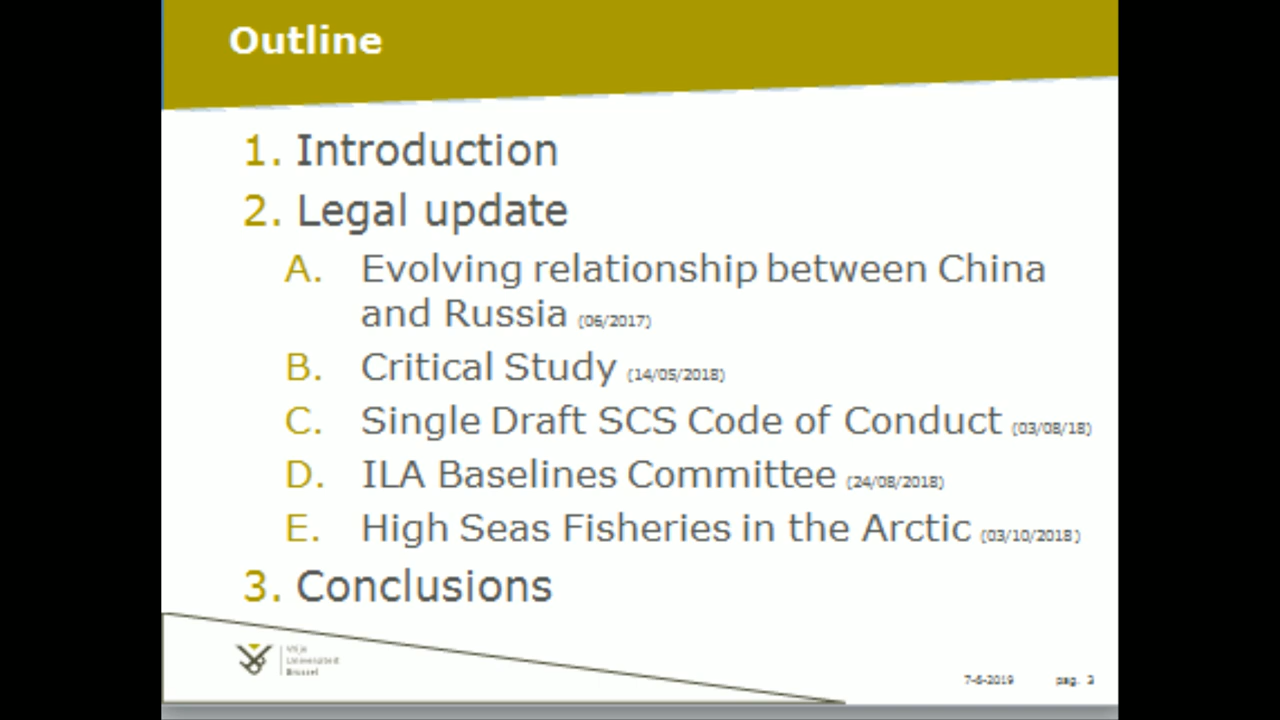 Outline
1. Introduction
2. Legal update
A. Evolving relationship between China
and Russia (06/2017)
B. Critical Study (14/05/2018)
C. Single Draft SCS Code of Conduct (03/08/18)
D. ILA Baselines Committee (24/08/2018)
E. High Seas Fisheries in the Arctic (03/10/2018)
3. Conclusions
Vrije
Universiteit
Brussel
7-6-2019 pag. 3